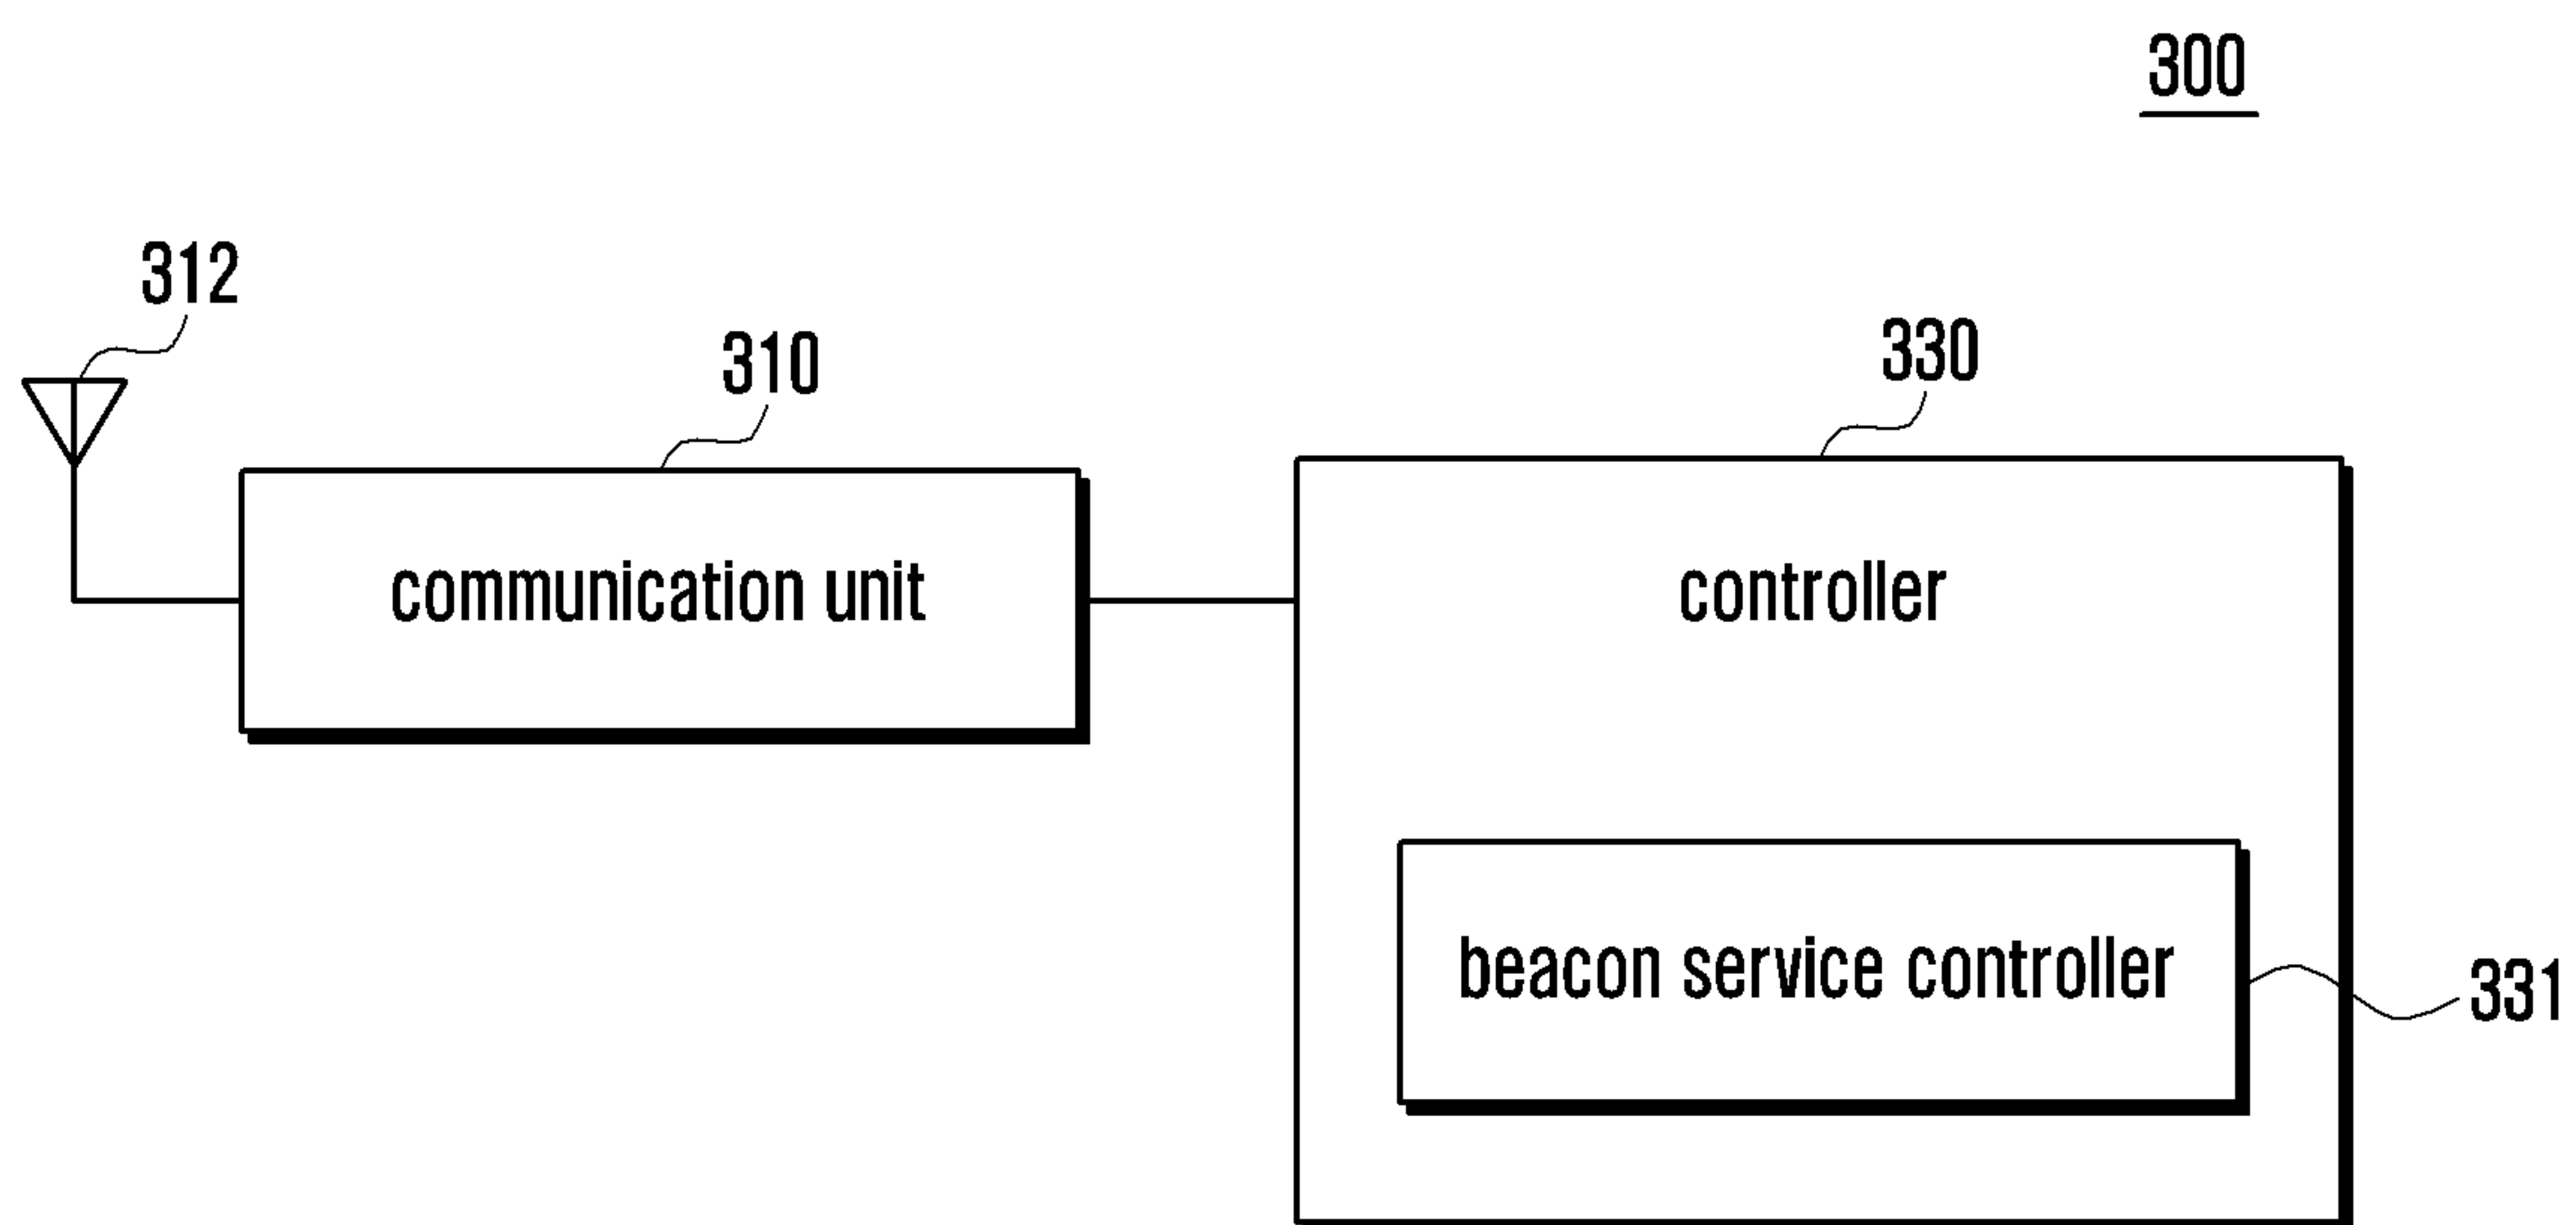 300
312
310
330
communication unit
controller
beacon service controller
331